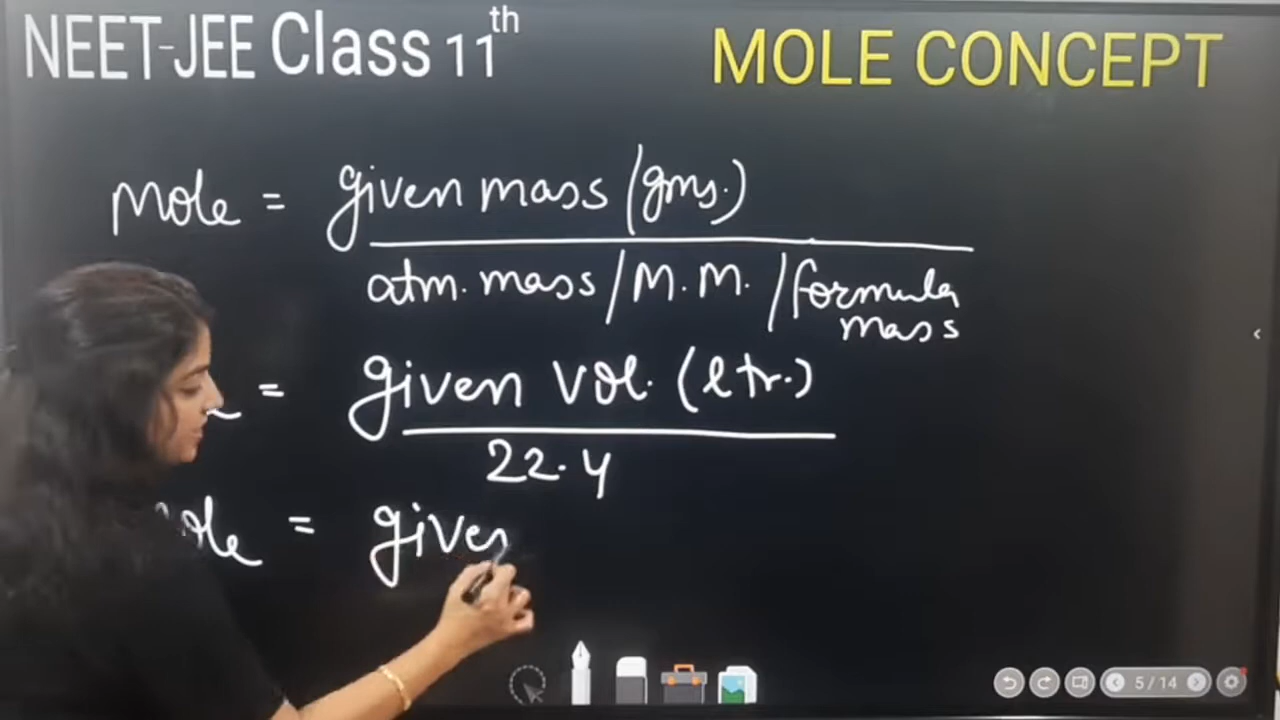 NEET-JEE Class 11th
MOLE CONCEPT
Mole = given mass (gms.)
atm. mass / M.M. / formula mass
= given vol. (ltr.)
22.4
= given
5/14